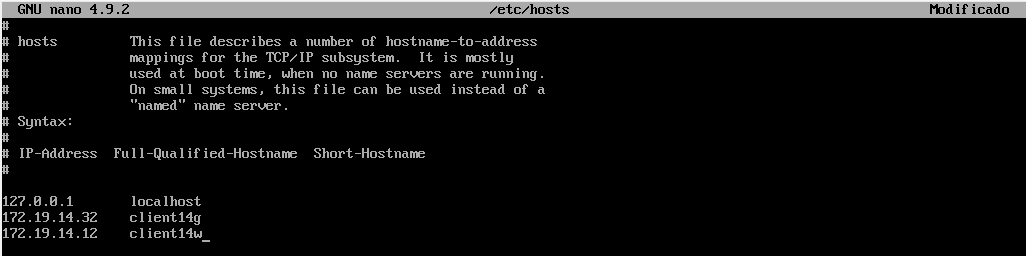 GNU nano 4.9.2 /etc/hosts Modificado
#
# hosts This file describes a number of hostname-to-address
# mappings for the TCP/IP subsystem. It is mostly
# used at boot time, when no name servers are running.
# On small systems, this file can be used instead of a
# "named" name server.
# Syntax:
#
# IP-Address Full-Qualified-Hostname Short-Hostname
#
127.0.0.1 localhost
172.19.14.32 client14g
172.19.14.12 client14w_